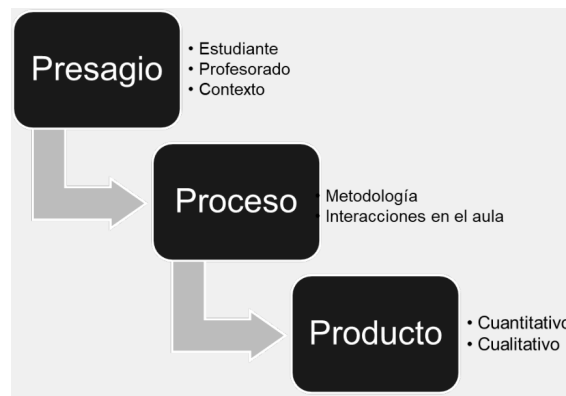 Presagio
• Estudiante
• Profesorado
• Contexto
Proceso
• Metodología
• Interacciones en el aula
Producto
• Cuantitativo
• Cualitativo